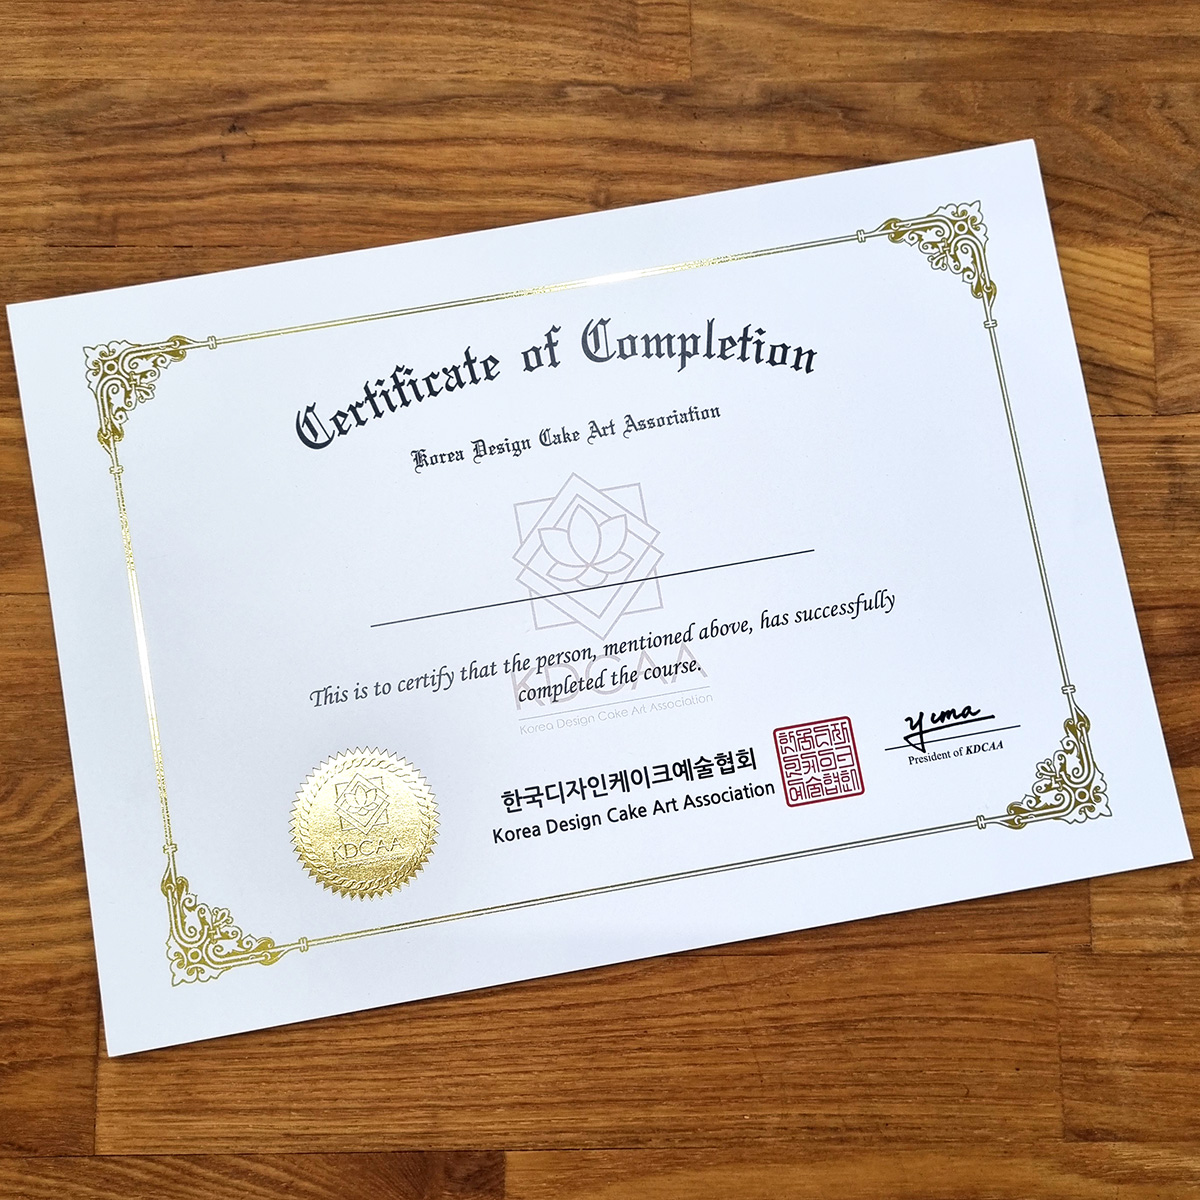 Certificate of Completion
Korea Design Cake Art Association
This is to certify that the person, mentioned above, has successfully
completed the course.
KDCAA
Korea Design Cake Art Association
KDCAA
한국디자인케이크예술협회
Korea Design Cake Art Association
yima
President of KDCAA